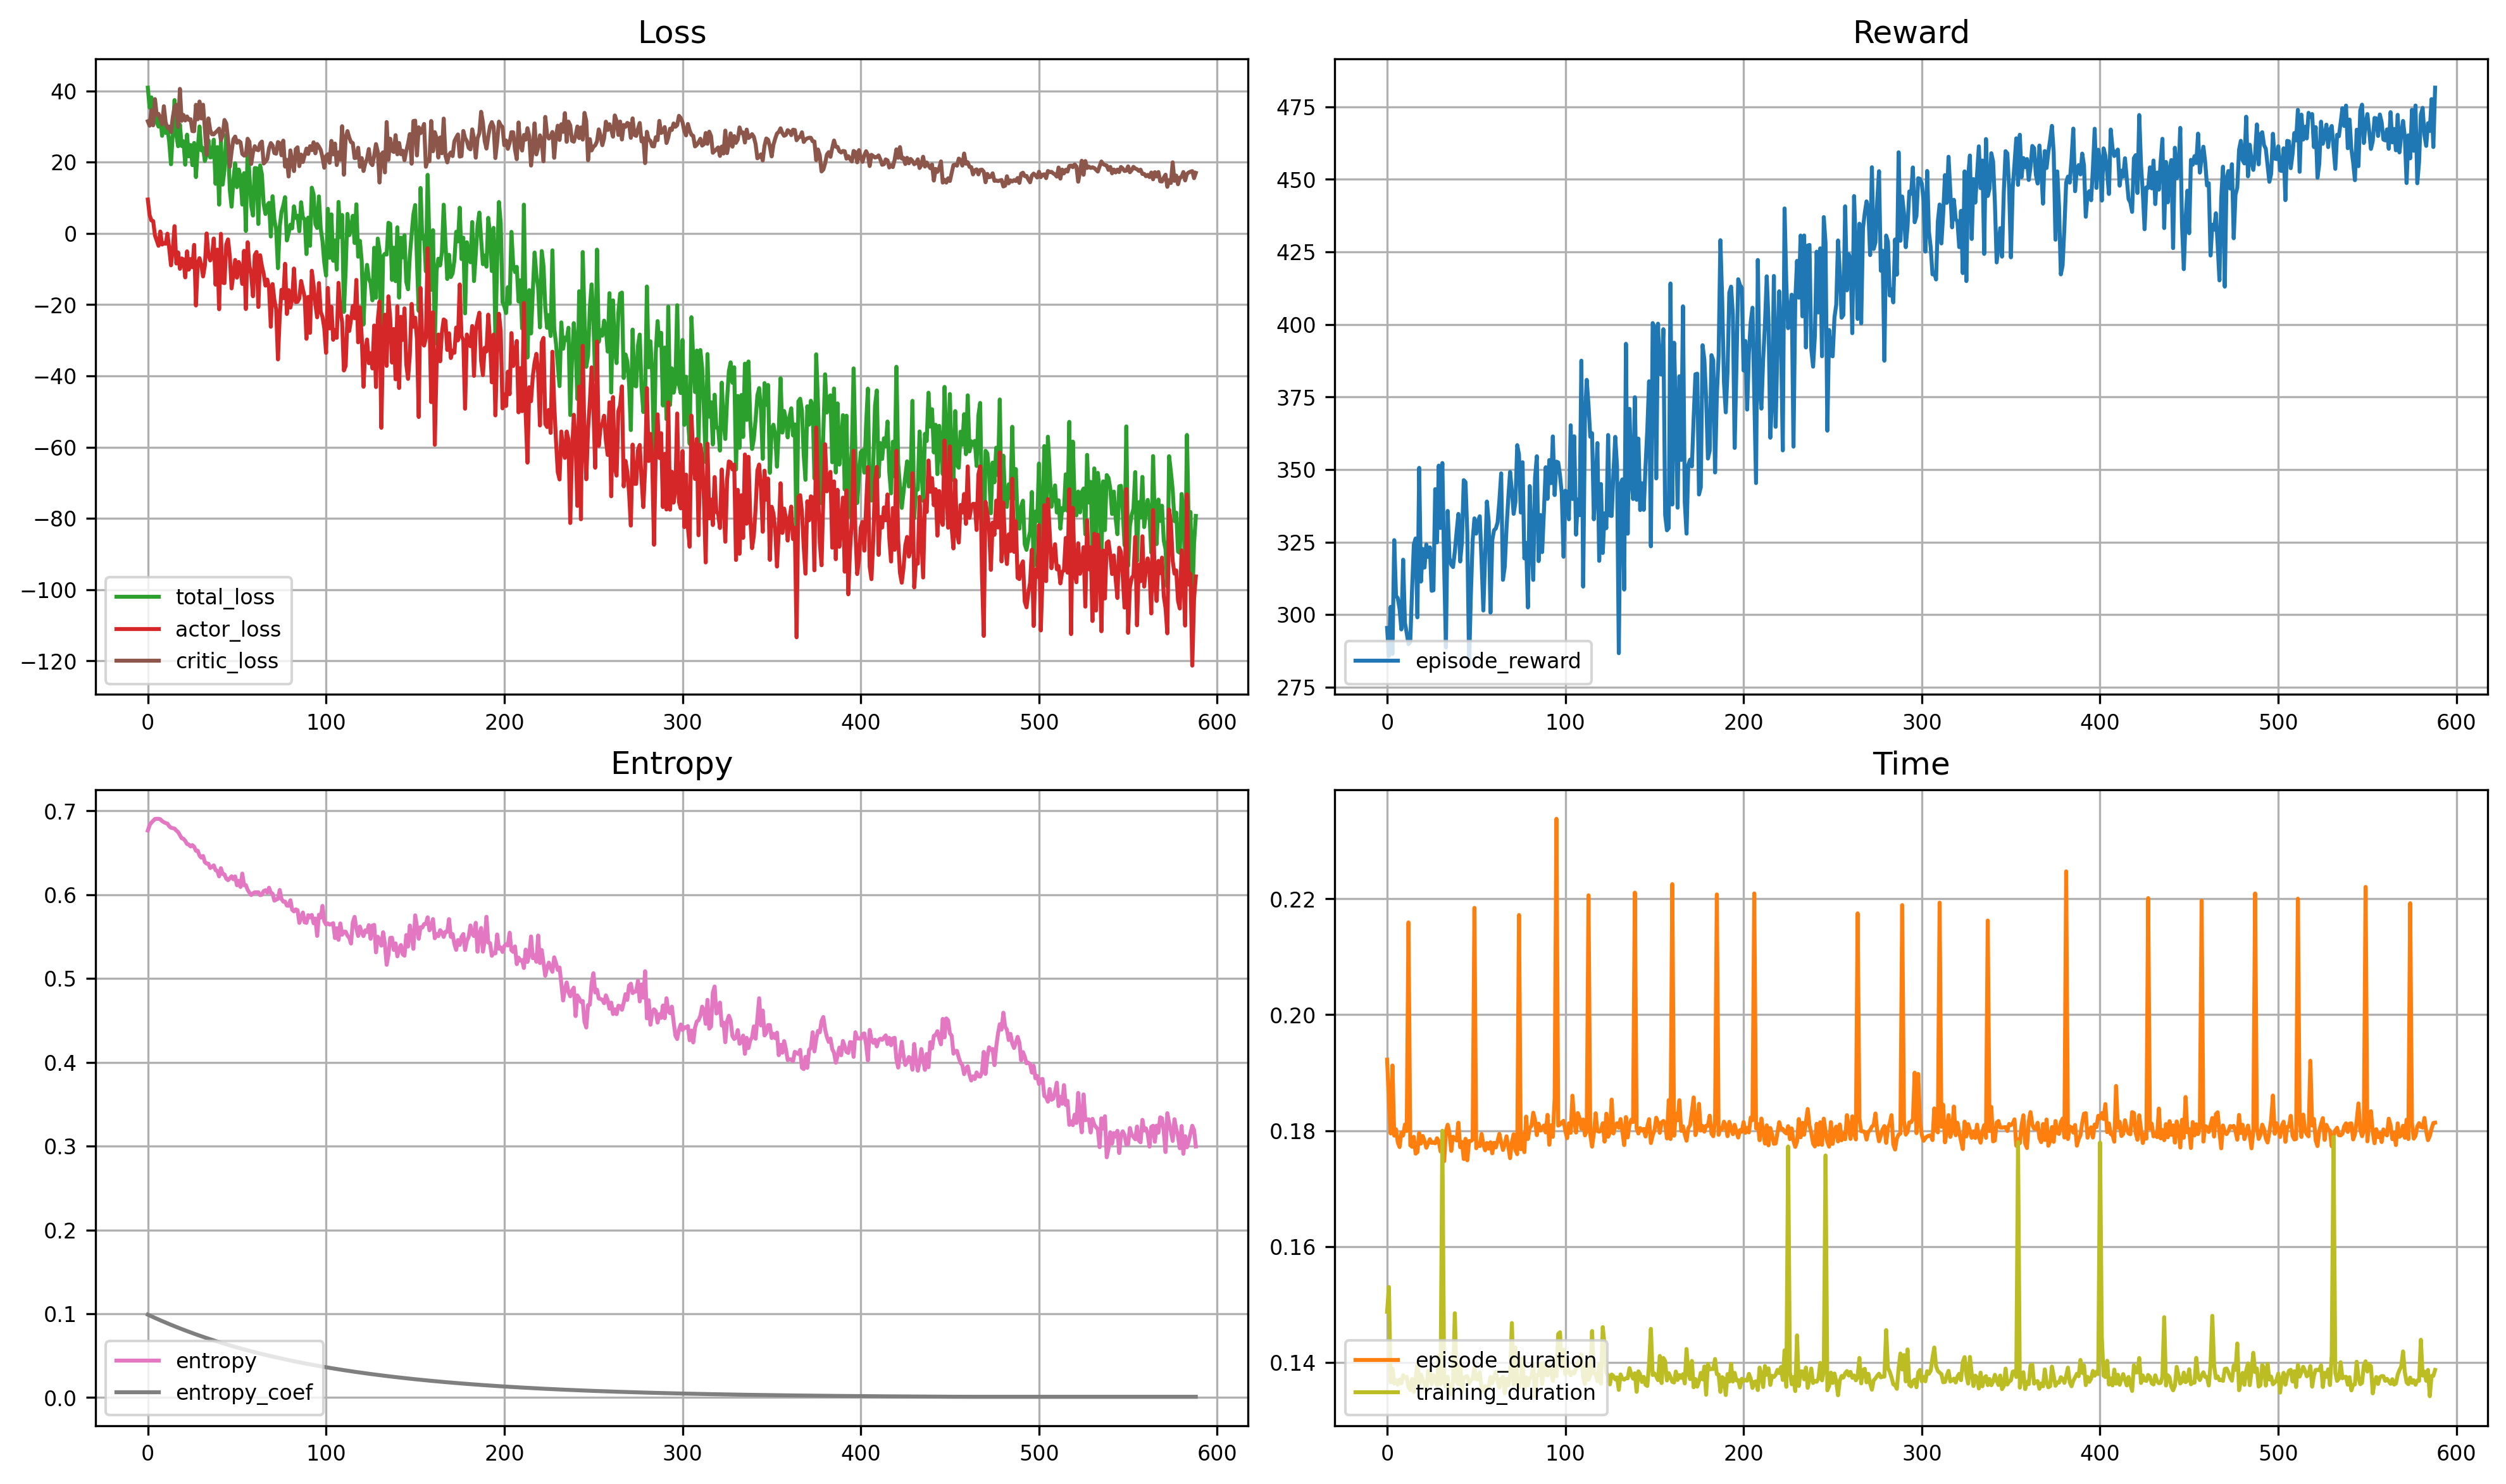 Loss
40
20
0
−20
−40
−60
−80
−100
−120
total_loss
actor_loss
critic_loss
0 100 200 300 400 500 600
Reward
475
450
425
400
375
350
325
300
275
episode_reward
0 100 200 300 400 500 600
Entropy
0.7
0.6
0.5
0.4
0.3
0.2
0.1
0.0
entropy
entropy_coef
0 100 200 300 400 500 600
Time
0.22
0.20
0.18
0.16
0.14
episode_duration
training_duration
0 100 200 300 400 500 600